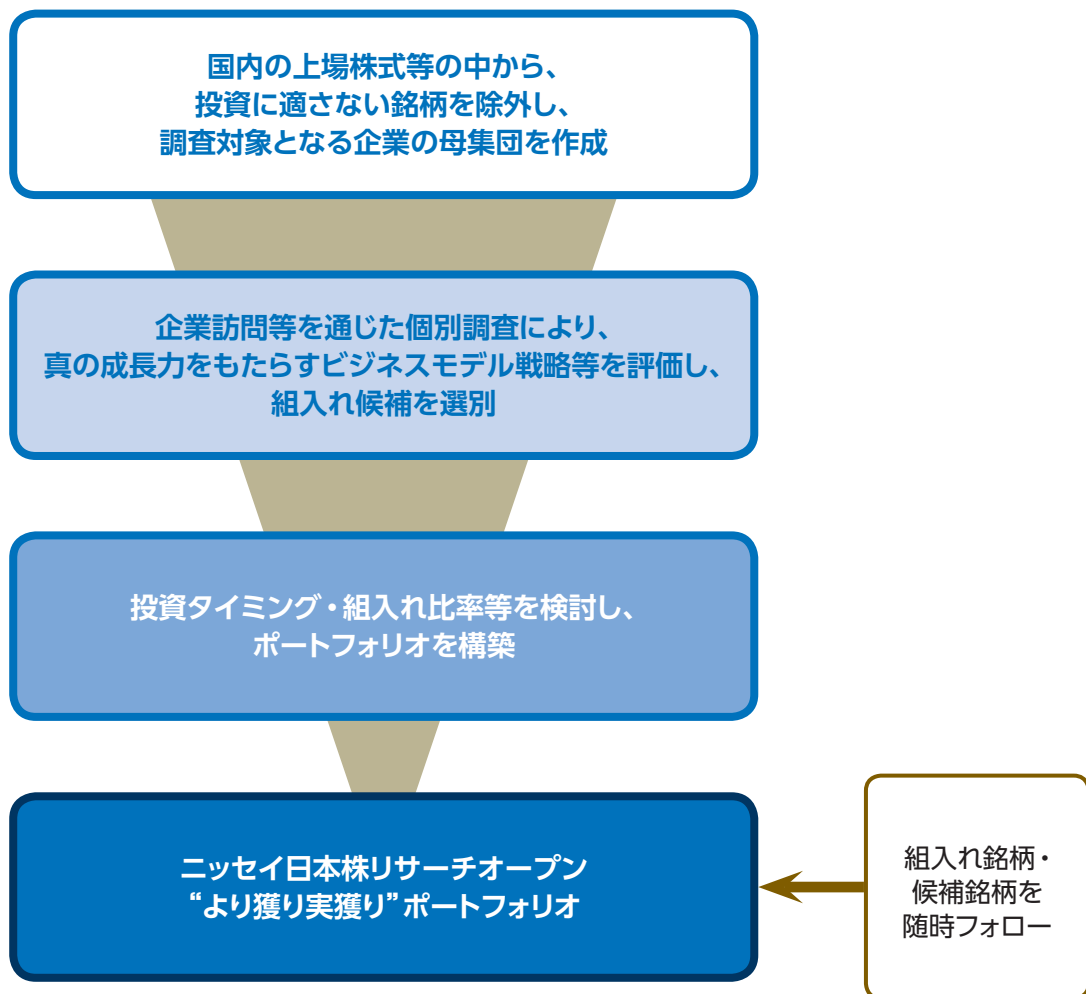 国内の上場株式等の中から、
投資に適さない銘柄を除外し、
調査対象となる企業の母集団を作成
企業訪問等を通じた個別調査により、
真の成長力をもたらすビジネスモデル戦略等を評価し、
組入れ候補を選別
投資タイミング・組入れ比率等を検討し、
ポートフォリオを構築
ニッセイ日本株リサーチオープン
“より獲り実獲り”ポートフォリオ
組入れ銘柄・
候補銘柄を
随時フォロー